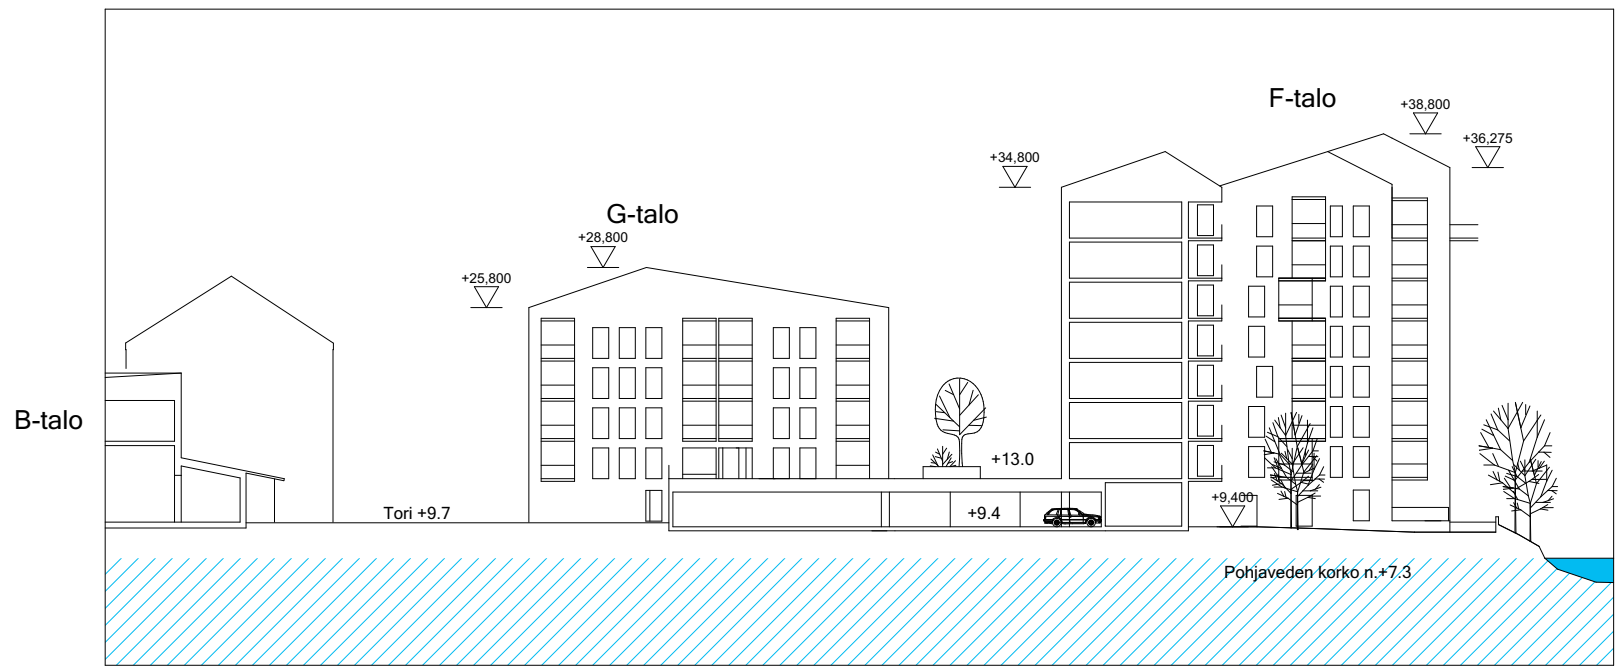 F-talo
+38,800
+36,275
+34,800
G-talo
+28,800
+25,800
B-talo
+13.0
+9,400
Tori +9.7
+9.4
Pohjaveden korko n.+7.3